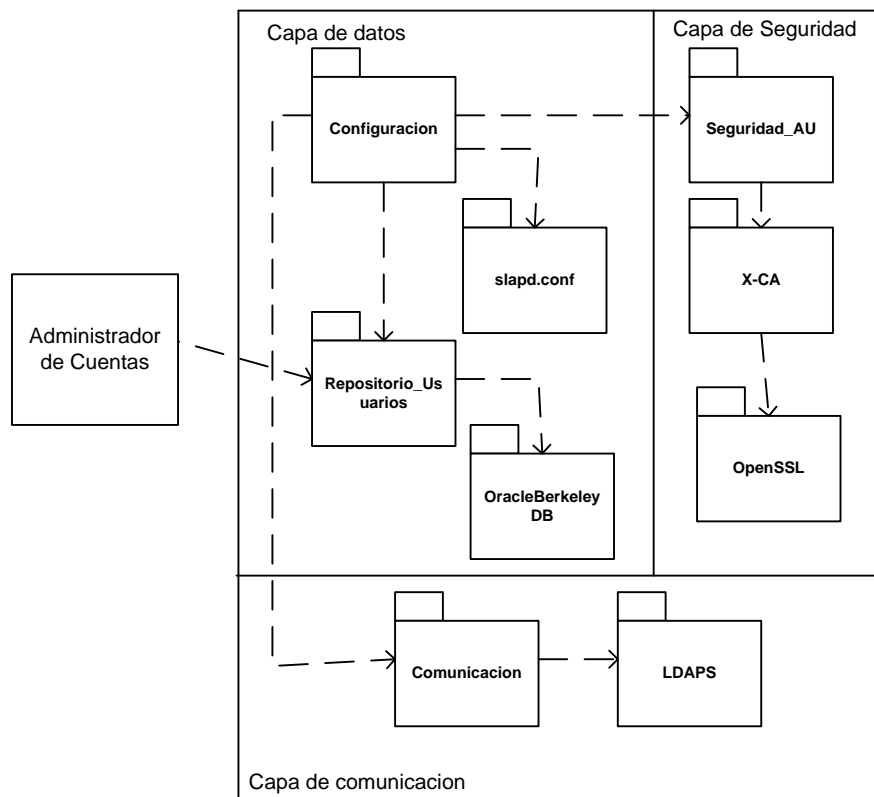 Capa de datos
Capa de Seguridad
Configuracion
Seguridad_AU
slapd.conf
X-CA
Administrador
de Cuentas
Repositorio_Us
uarios
OracleBerkeley
DB
OpenSSL
Comunicacion
LDAPS
Capa de comunicacion